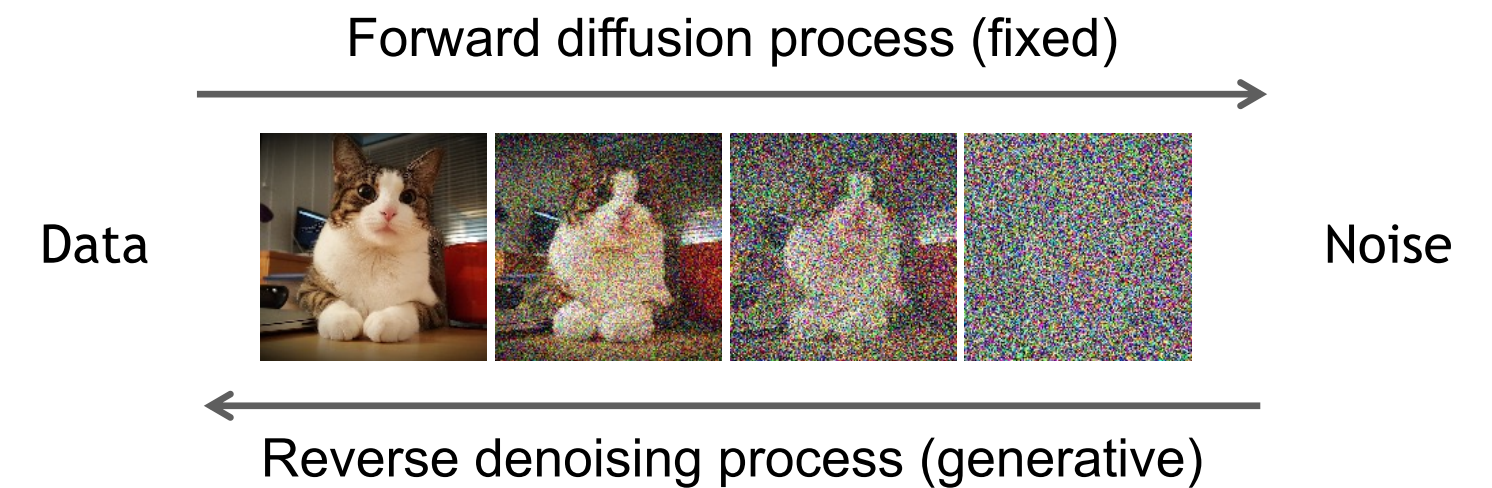 Forward diffusion process (fixed)
Data
Noise
Reverse denoising process (generative)